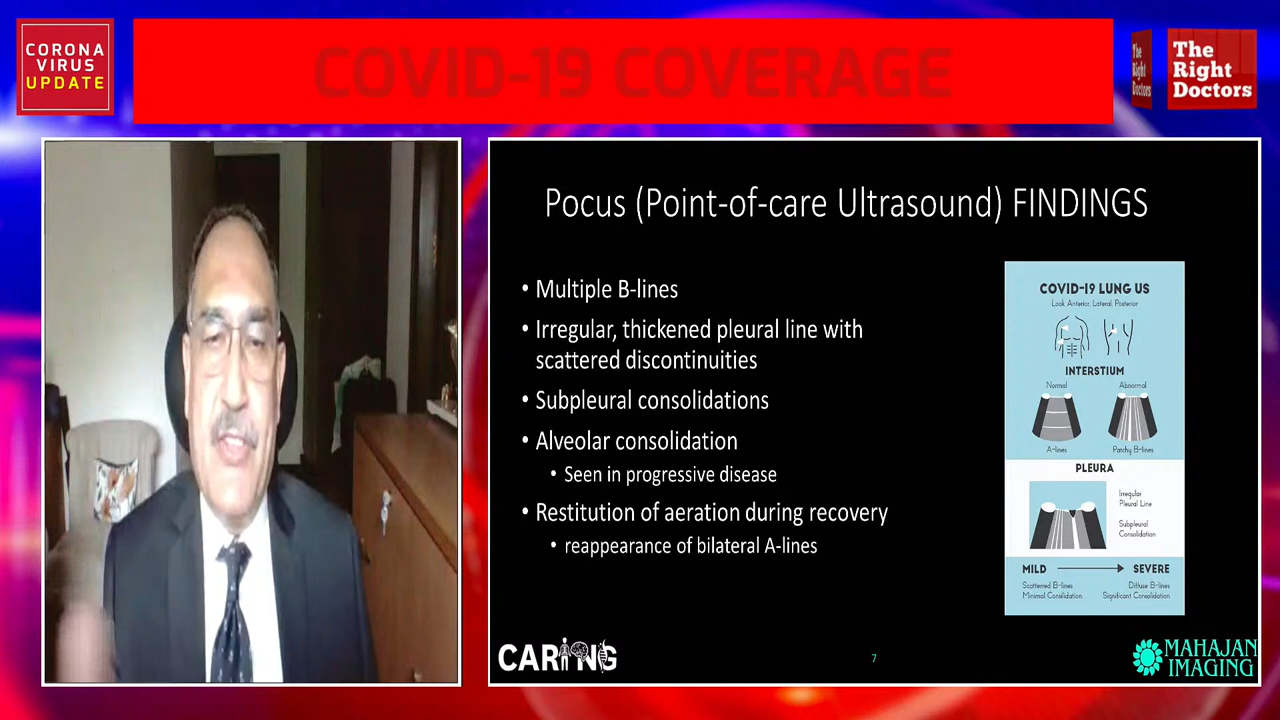 CORONA
VIRUS
UPDATE
COVID-19 COVERAGE
The
Right
Doctors
The
Right
Doctors
Pocus (Point-of-care Ultrasound) FINDINGS
• Multiple B-lines
• Irregular, thickened pleural line with
scattered discontinuities
• Subpleural consolidations
• Alveolar consolidation
• Seen in progressive disease
• Restitution of aeration during recovery
• reappearance of bilateral A-lines
COVID-19 LUNG US
Look Anterior, Lateral, Posterior
INTERSTIUM
Normal
Abnormal
A-lines
Patchy B-lines
PLEURA
Irregular
Pleural Line
Subpleural
Consolidation
MILD
SEVERE
Scattered B-lines
Diffuse B-lines
Minimal Consilidation
Significant Consolidation
CARING
7
MAHAJAN
IMAGING